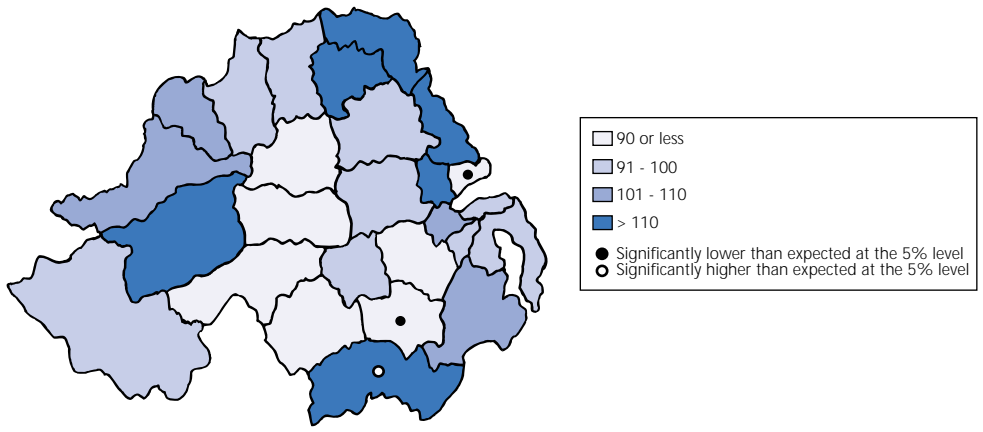 90 or less
91 - 100
101 - 110
> 110
Significantly lower than expected at the 5% level
Significantly higher than expected at the 5% level